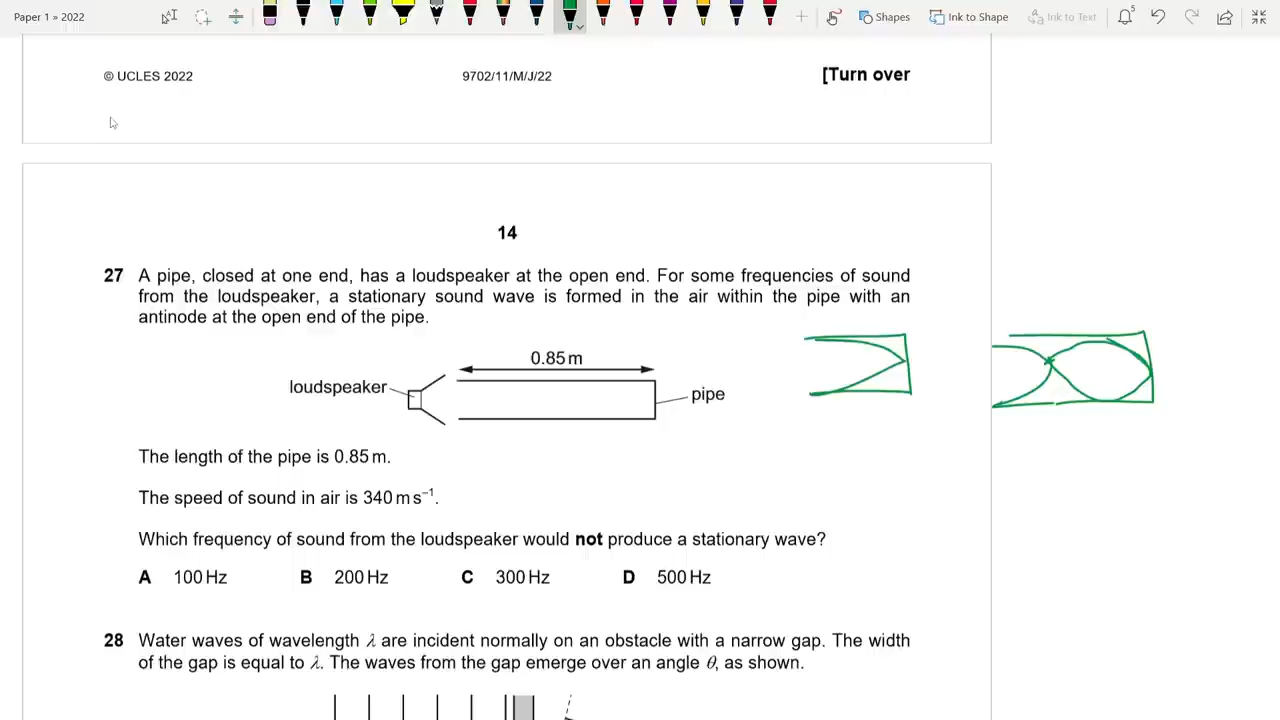 Paper 1 » 2022
Shapes
Ink to Shape
Ink to Text
5
© UCLES 2022
9702/11/M/J/22
[Turn over
14
27 A pipe, closed at one end, has a loudspeaker at the open end. For some frequencies of sound
from the loudspeaker, a stationary sound wave is formed in the air within the pipe with an
antinode at the open end of the pipe.
0.85 m
loudspeaker
pipe
The length of the pipe is 0.85 m.
The speed of sound in air is 340 m s⁻¹.
Which frequency of sound from the loudspeaker would not produce a stationary wave?
A 100 Hz B 200 Hz C 300 Hz D 500 Hz
28 Water waves of wavelength λ are incident normally on an obstacle with a narrow gap. The width
of the gap is equal to λ. The waves from the gap emerge over an angle θ, as shown.